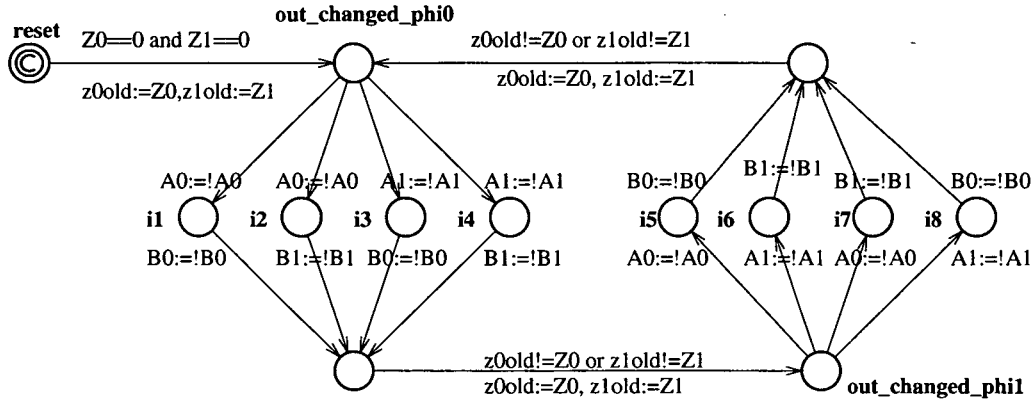 out_changed_phi0
reset
Z0==0 and Z1==0
z0old!=Z0 or z1old!=Z1
z0old:=Z0,z1old:=Z1
z0old:=Z0, z1old:=Z1
A0:=!A0
A0:=!A0
A1:=!A1
A1:=!A1
B0:=!B0
B1:=!B1
B1:=!B1
B0:=!B0
i1
i2
i3
i4
i5
i6
i7
i8
B0:=!B0
B1:=!B1
B0:=!B0
B1:=!B1
A0:=!A0
A1:=!A1
A0:=!A0
A1:=!A1
z0old!=Z0 or z1old!=Z1
z0old:=Z0, z1old:=Z1
out_changed_phi1